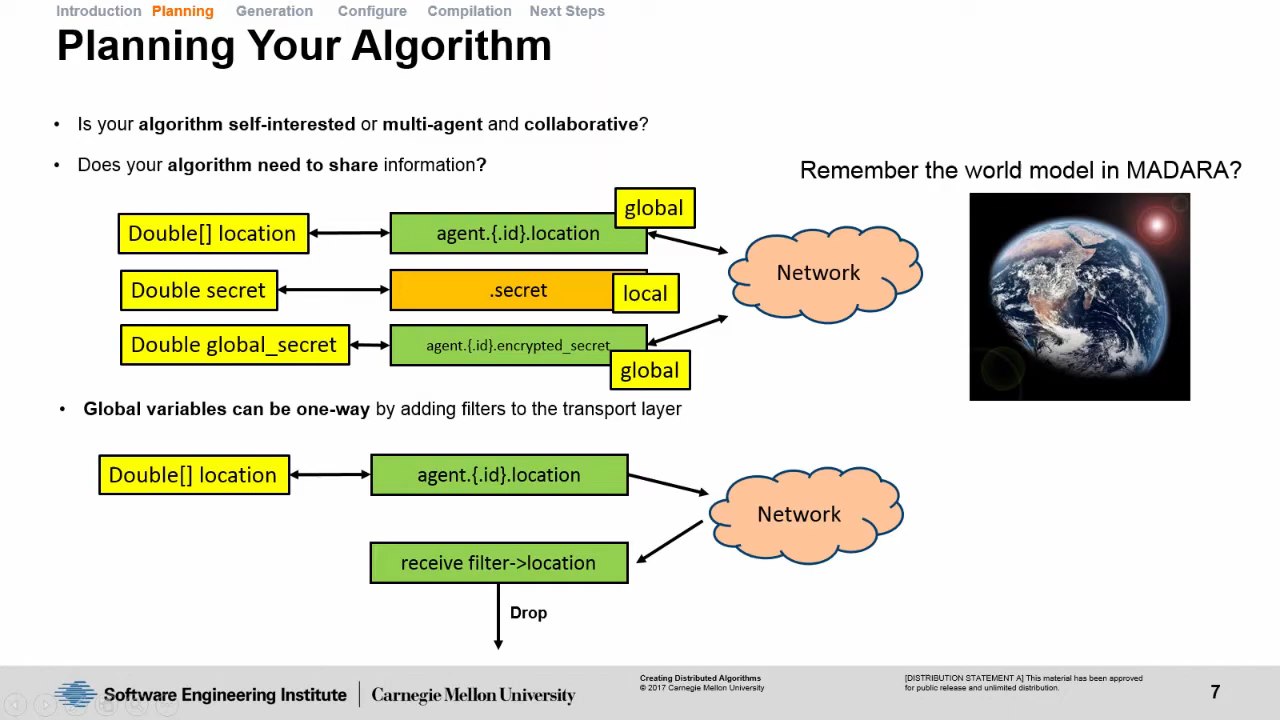 Introduction Planning Generation Configure Compilation Next Steps
Planning Your Algorithm
• Is your algorithm self-interested or multi-agent and collaborative?
• Does your algorithm need to share information?
Remember the world model in MADARA?
global
Double[] location
agent.{.id}.location
Network
Double secret
.secret
local
Double global_secret
agent.{.id}.encrypted_secret
global
• Global variables can be one-way by adding filters to the transport layer
Double[] location
agent.{.id}.location
Network
receive filter->location
Drop
Software Engineering Institute | Carnegie Mellon University
Creating Distributed Algorithms
© 2017 Carnegie Mellon University
[DISTRIBUTION STATEMENT A] This material has been approved
for public release and unlimited distribution.
7